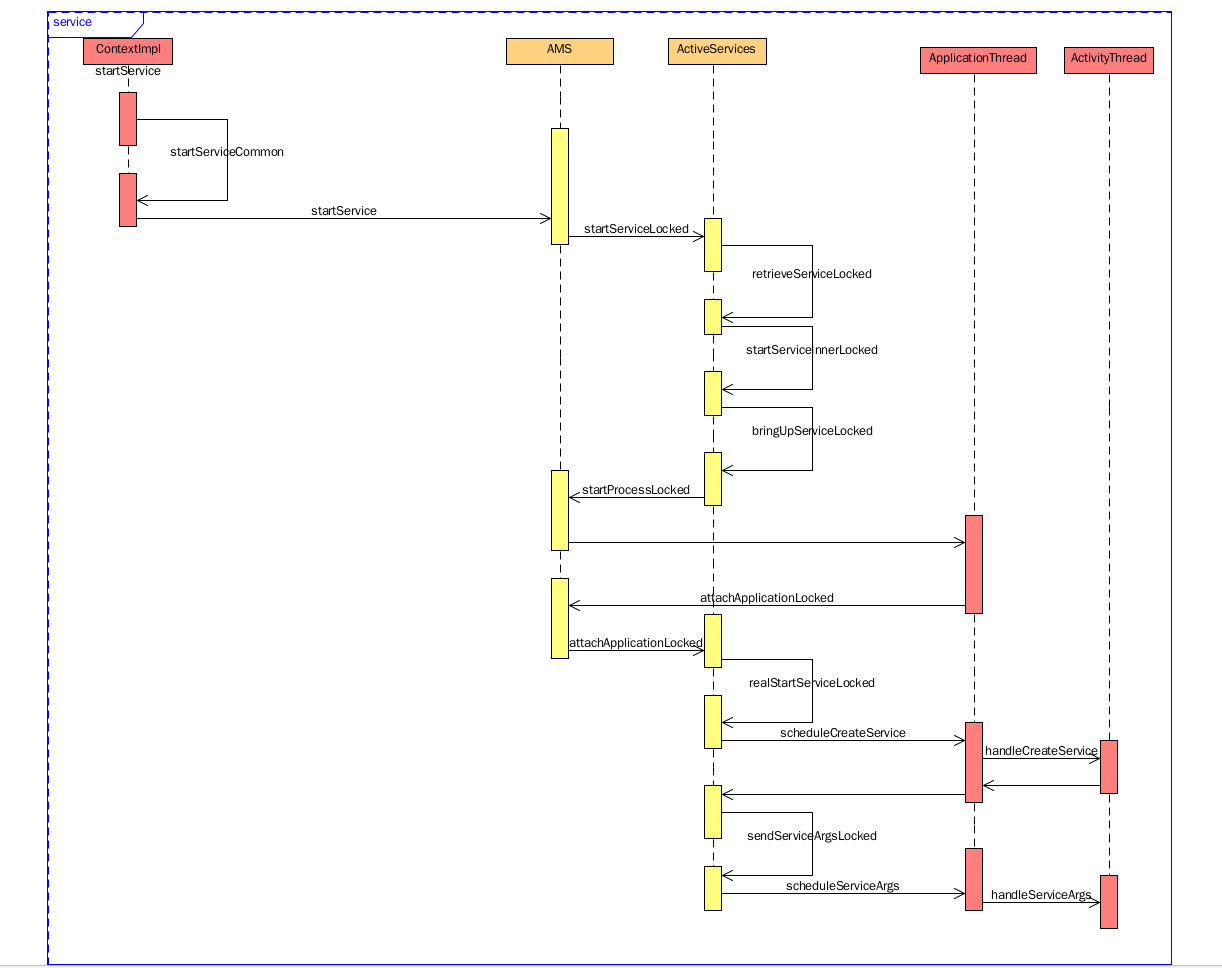 service
ContextImpl
AMS
ActiveServices
ApplicationThread
ActivityThread
startService
startServiceCommon
startService
startServiceLocked
retrieveServiceLocked
startServiceInnerLocked
bringUpServiceLocked
startProcessLocked
attachApplicationLocked
attachApplicationLocked
realStartServiceLocked
scheduleCreateService
handleCreateService
sendServiceArgsLocked
scheduleServiceArgs
handleServiceArgs